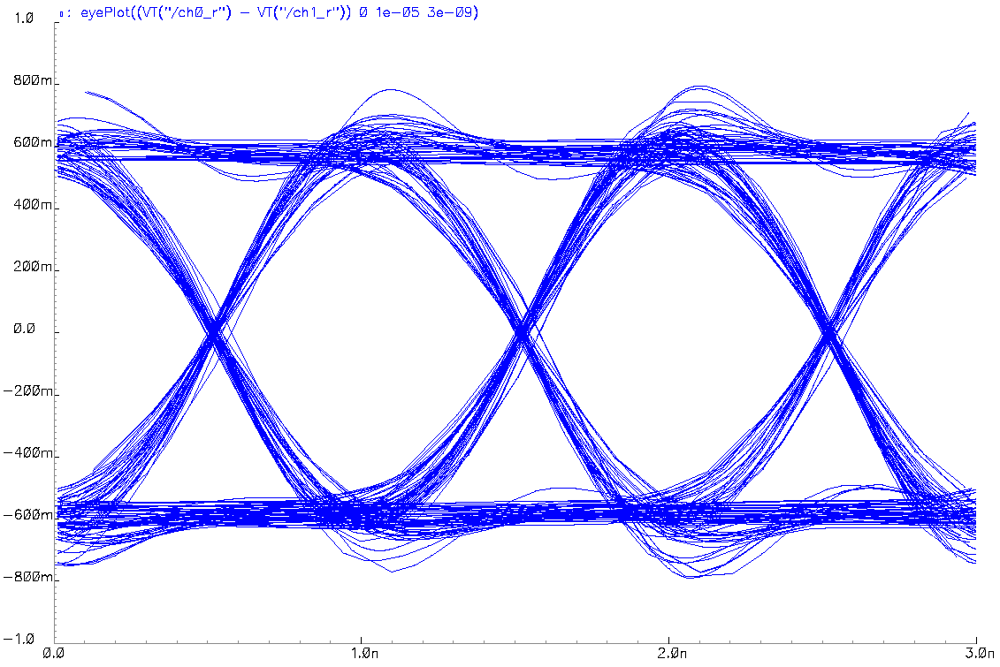 ▯: eyePlot((VT("/ch0_r") - VT("/ch1_r")) 0 1e-05 3e-09)
1.0
800m
600m
400m
200m
0.0
-200m
-400m
-600m
-800m
-1.0
0.0 1.0n 2.0n 3.0n